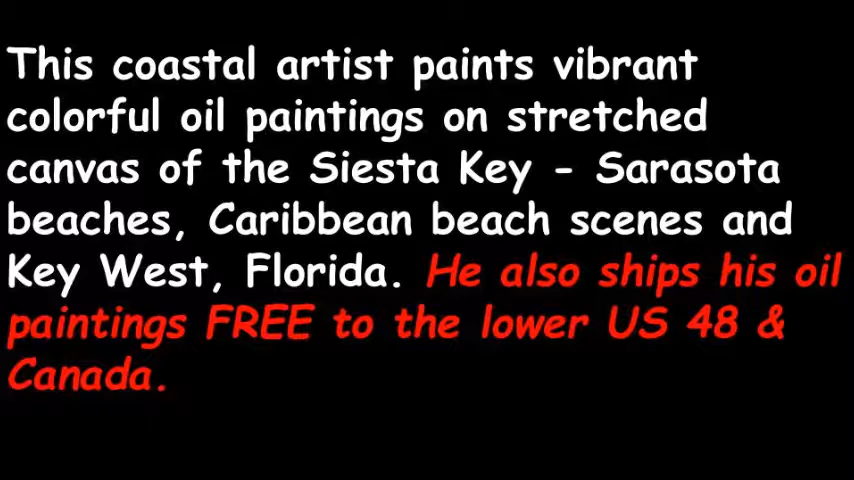 This coastal artist paints vibrant
colorful oil paintings on stretched
canvas of the Siesta Key - Sarasota
beaches, Caribbean beach scenes and
Key West, Florida. He also ships his oil
paintings FREE to the lower US 48 &
Canada.